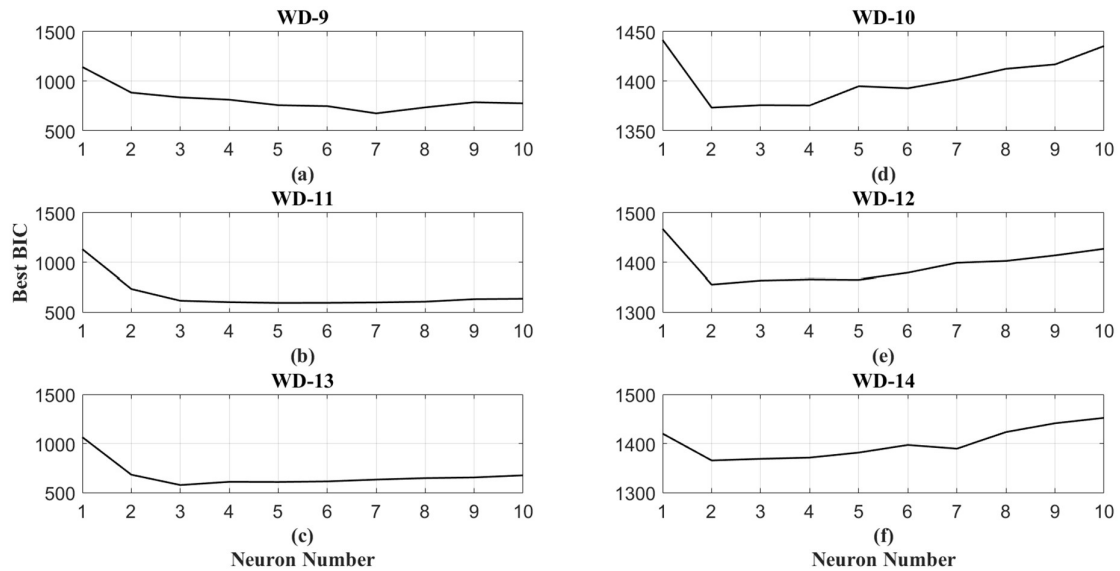 WD-9
1500
1000
500
1 2 3 4 5 6 7 8 9 10
(a)
WD-11
1500
1000
500
1 2 3 4 5 6 7 8 9 10
(b)
WD-13
1500
1000
500
1 2 3 4 5 6 7 8 9 10
(c)
Neuron Number
Best BIC
WD-10
1450
1400
1350
1 2 3 4 5 6 7 8 9 10
(d)
WD-12
1500
1400
1300
1 2 3 4 5 6 7 8 9 10
(e)
WD-14
1500
1400
1300
1 2 3 4 5 6 7 8 9 10
(f)
Neuron Number